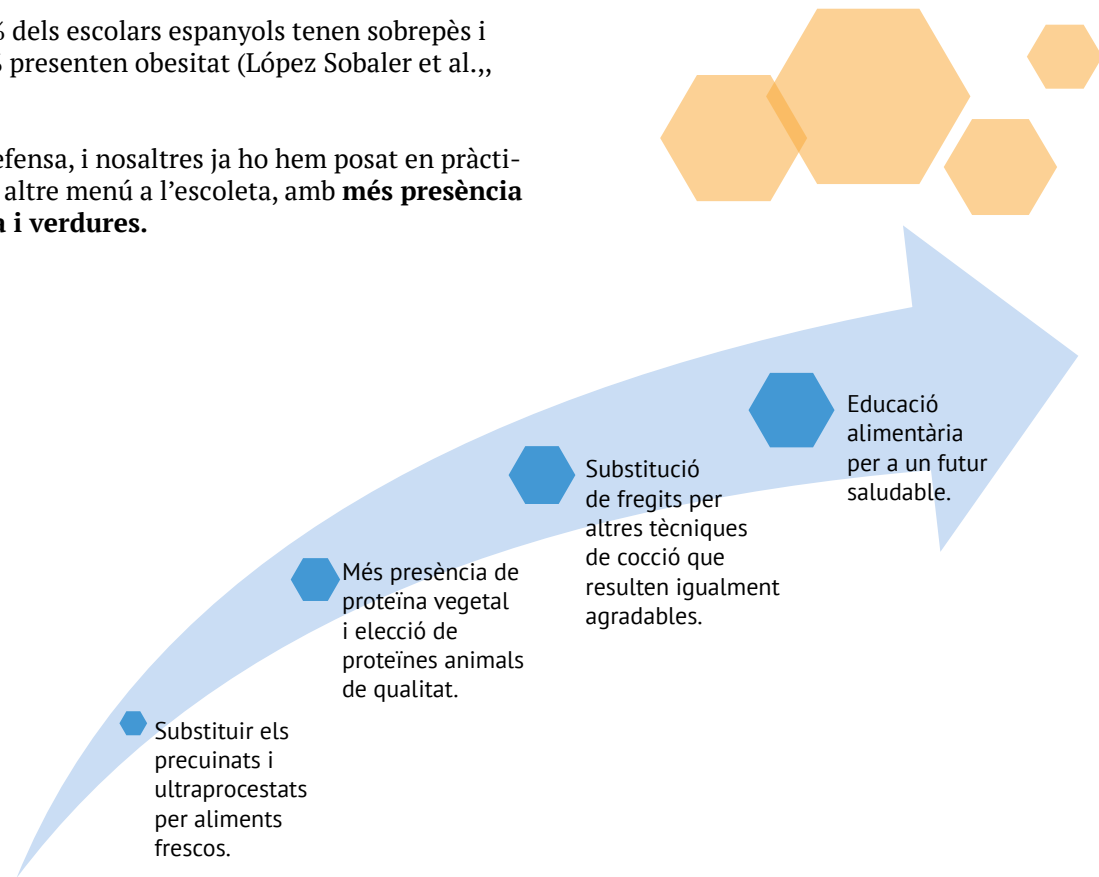 % dels escolars espanyols tenen sobrepès i
presenten obesitat (López Sobaler et al.,,
efensa, i nosaltres ja ho hem posat en pràcti-
altre menú a l’escoleta, amb més presència
a i verdures.
Educació
alimentària
per a un futur
saludable.
Substitució
de fregits per
altres tècniques
de cocció que
resulten igualment
agradables.
Més presència de
proteïna vegetal
i elecció de
proteïnes animals
de qualitat.
Substituir els
precuinats i
ultraprocestats
per aliments
frescos.